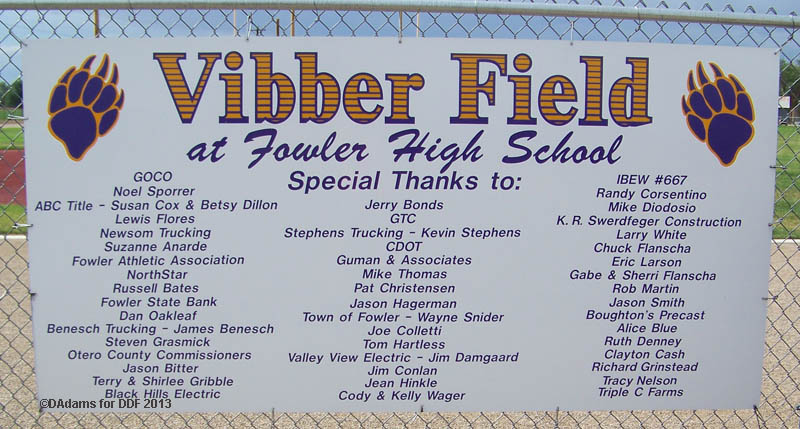 Vibber Field
at Fowler High School
Special Thanks to:
GOCO
Noel Sporrer
ABC Title - Susan Cox & Betsy Dillon
Lewis Flores
Newsom Trucking
Suzanne Anarde
Fowler Athletic Association
NorthStar
Russell Bates
Fowler State Bank
Dan Oakleaf
Benesch Trucking - James Benesch
Steven Grasmick
Otero County Commissioners
Jason Bitter
Terry & Shirlee Gribble
Black Hills Electric
Jerry Bonds
GTC
Stephens Trucking - Kevin Stephens
CDOT
Guman & Associates
Mike Thomas
Pat Christensen
Jason Hagerman
Town of Fowler - Wayne Snider
Joe Colletti
Tom Hartless
Valley View Electric - Jim Damgaard
Jim Conlan
Jean Hinkle
Cody & Kelly Wager
IBEW #667
Randy Corsentino
Mike Diodosio
K. R. Swerdfeger Construction
Larry White
Chuck Flanscha
Eric Larson
Gabe & Sherri Flanscha
Rob Martin
Jason Smith
Boughton's Precast
Alice Blue
Ruth Denney
Clayton Cash
Richard Grinstead
Tracy Nelson
Triple C Farms
©DAdams for DDF 2013